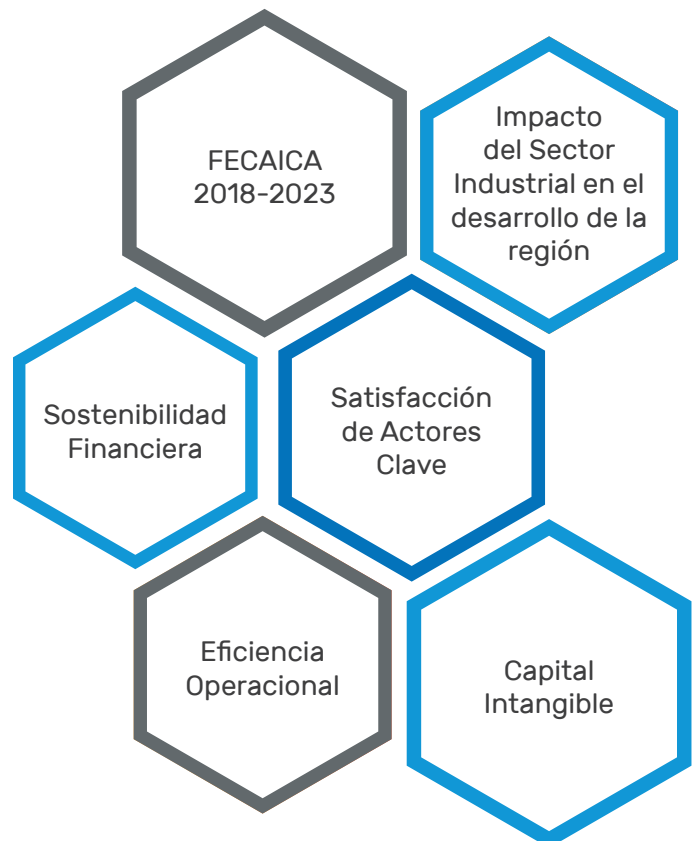 FECAICA
2018-2023
Impacto
del Sector
Industrial en el
desarrollo de la
región
Sostenibilidad
Financiera
Satisfacción
de Actores
Clave
Eficiencia
Operacional
Capital
Intangible